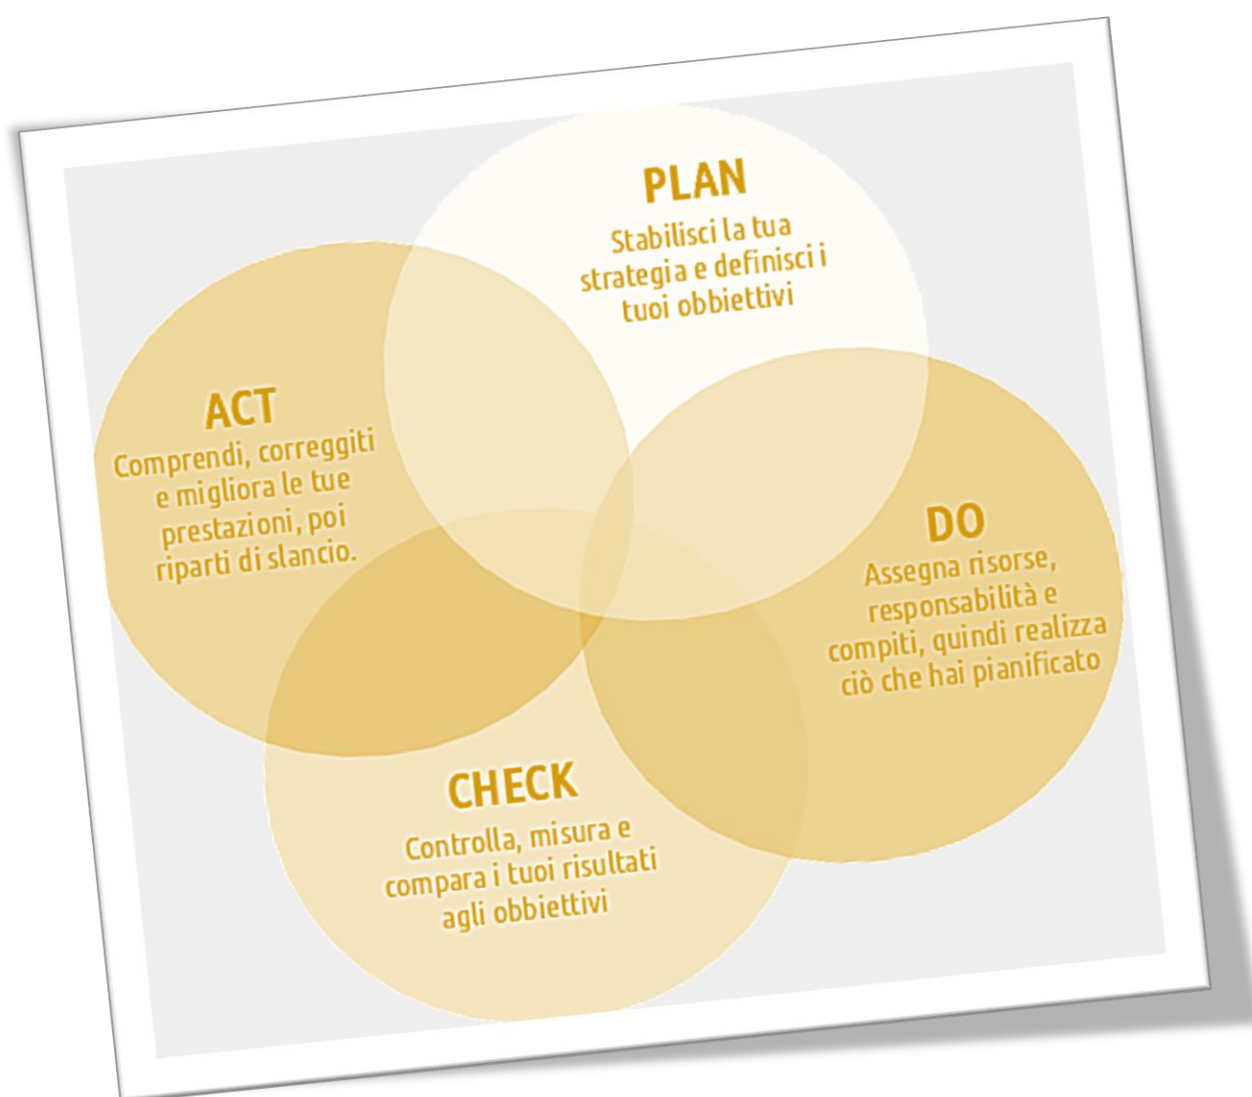 PLAN
Stabilisci la tua
strategia e definisci i
tuoi obbiettivi
DO
Assegna risorse,
responsabilità e
compiti, quindi realizza
ciò che hai pianificato
CHECK
Controlla, misura e
compara i tuoi risultati
agli obbiettivi
ACT
Comprendi, correggiti
e migliora le tue
prestazioni, poi
riparti di slancio.